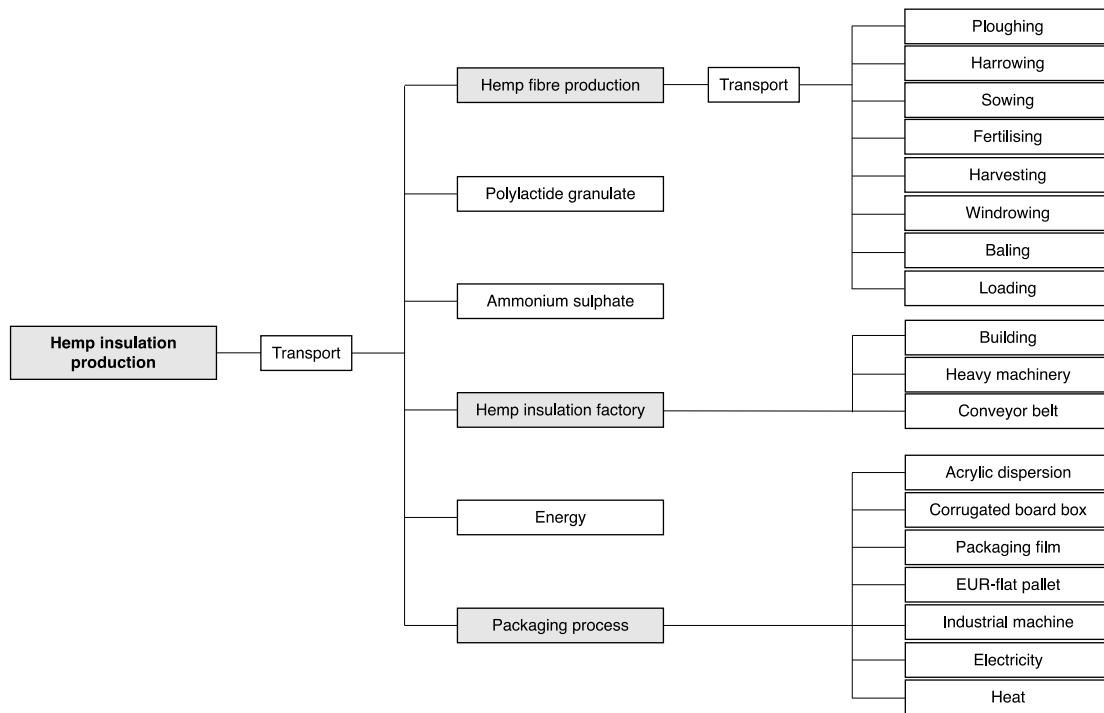 Hemp insulation
production
Transport
Hemp fibre production
Polylactide granulate
Ammonium sulphate
Hemp insulation factory
Energy
Packaging process
Transport
Ploughing
Harrowing
Sowing
Fertilising
Harvesting
Windrowing
Baling
Loading
Building
Heavy machinery
Conveyor belt
Acrylic dispersion
Corrugated board box
Packaging film
EUR-flat pallet
Industrial machine
Electricity
Heat